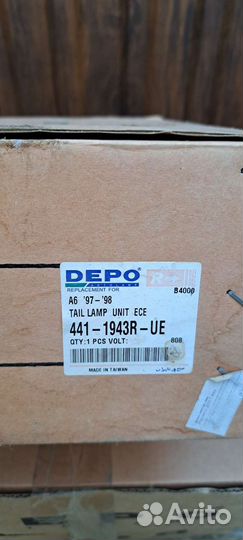 DEPO
AUTOLAMP
R
REPLACEMENT FOR
B4000
A6 '97-'98
TAIL LAMP UNIT ECE
441-1943R-UE
QTY:1 PCS VOLT: 808
MADE IN TAIWAN
Avito